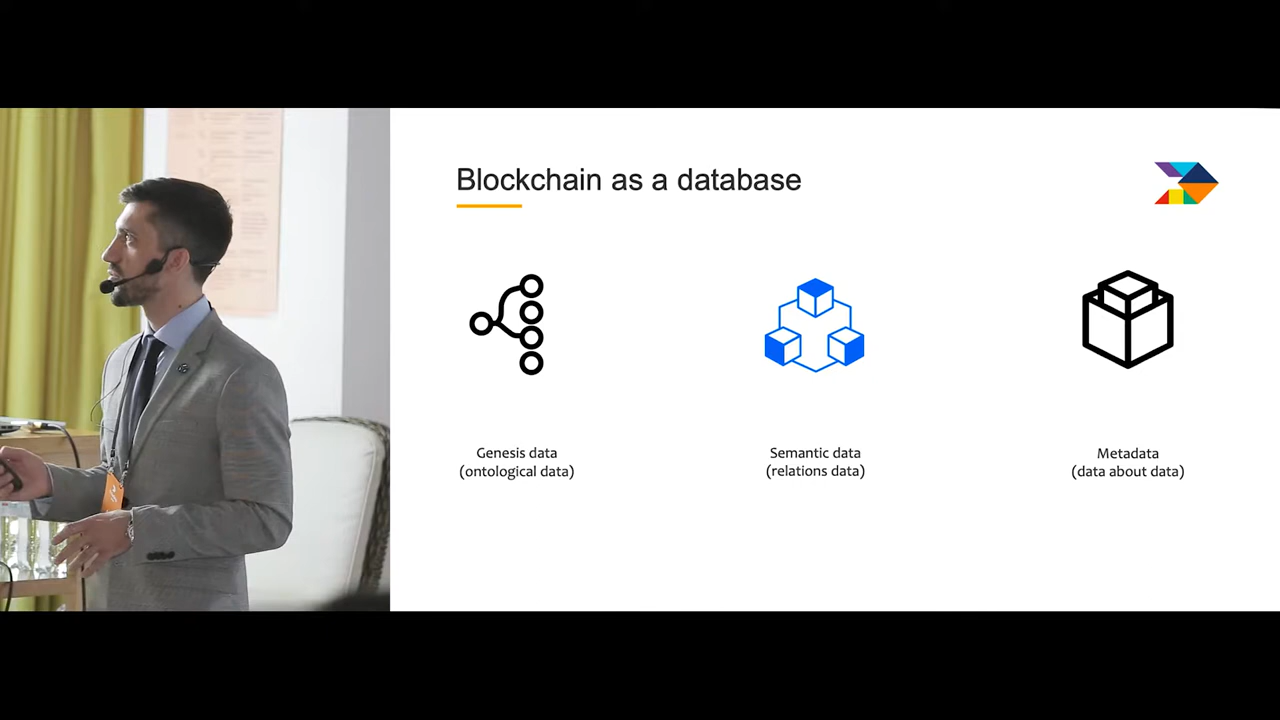 Blockchain as a database
Genesis data
(ontological data)
Semantic data
(relations data)
Metadata
(data about data)